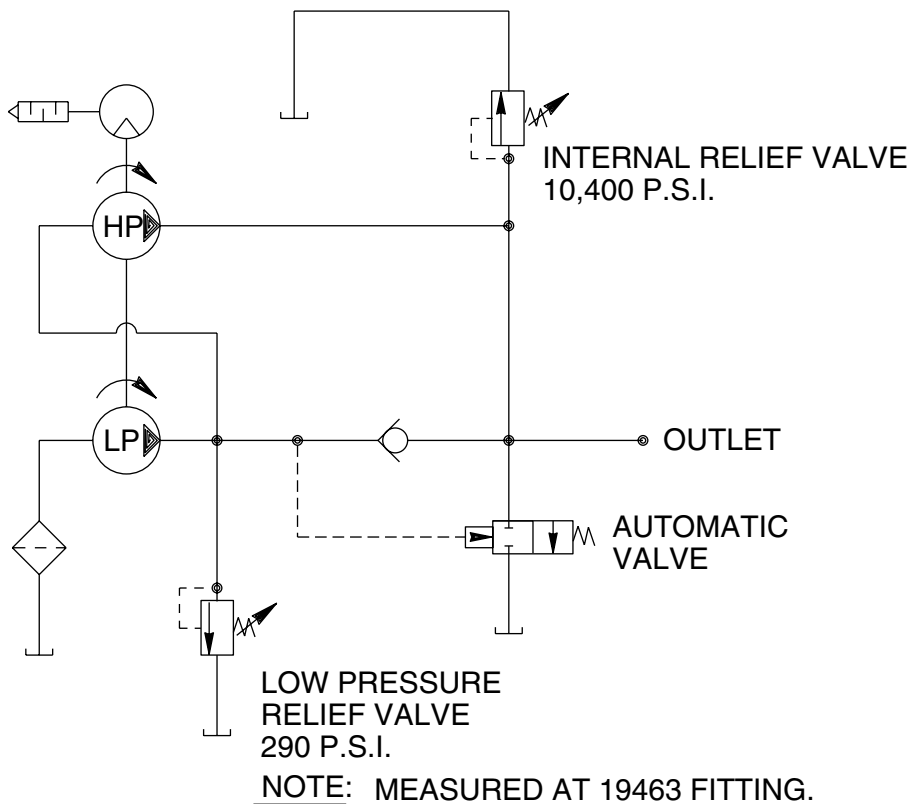 INTERNAL RELIEF VALVE
10,400 P.S.I.
HP
LP
OUTLET
AUTOMATIC
VALVE
LOW PRESSURE
RELIEF VALVE
290 P.S.I.
NOTE: MEASURED AT 19463 FITTING.